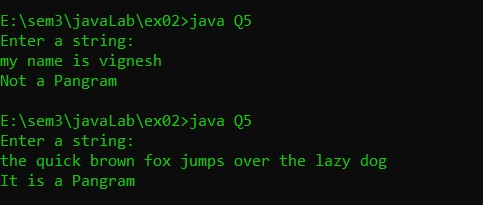 E:\sem3\javaLab\ex02>java Q5
Enter a string:
my name is vignesh
Not a Pangram
E:\sem3\javaLab\ex02>java Q5
Enter a string:
the quick brown fox jumps over the lazy dog
It is a Pangram